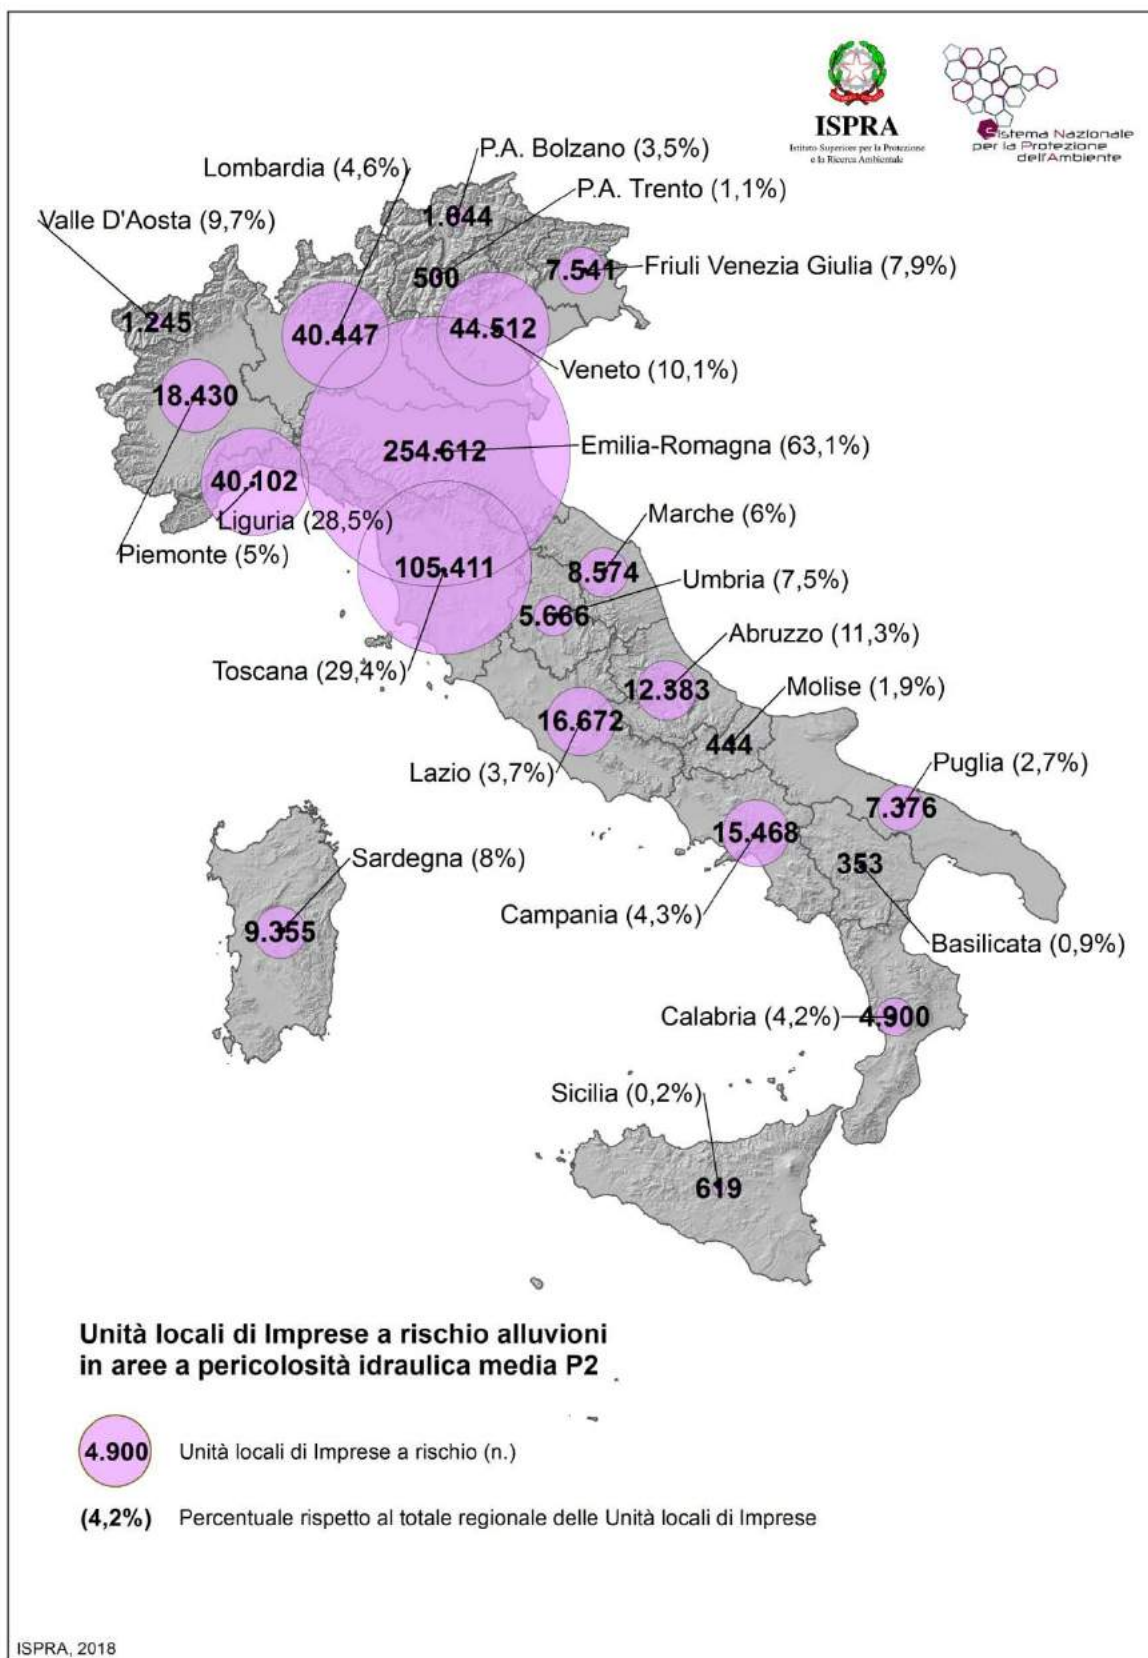 ISPRA
Istituto Superiore per la Protezione
e la Ricerca Ambientale
Sistema Nazionale
per la Protezione
dell'Ambiente
P.A. Bolzano (3,5%)
Lombardia (4,6%)
P.A. Trento (1,1%)
Valle D'Aosta (9,7%)
1.644
500
7.541
Friuli Venezia Giulia (7,9%)
1.245
40.447
44.512
Veneto (10,1%)
18.430
254.612
Emilia-Romagna (63,1%)
40.102
Liguria (28,5%)
Piemonte (5%)
Marche (6%)
105.411
8.574
Umbria (7,5%)
5.666
Abruzzo (11,3%)
Toscana (29,4%)
12.383
Molise (1,9%)
16.672
444
Lazio (3,7%)
Puglia (2,7%)
7.376
15.468
Sardegna (8%)
353
Campania (4,3%)
9.355
Basilicata (0,9%)
Calabria (4,2%)
4.900
Sicilia (0,2%)
619
Unità locali di Imprese a rischio alluvioni
in aree a pericolosità idraulica media P2
4.900 Unità locali di Imprese a rischio (n.)
(4,2%) Percentuale rispetto al totale regionale delle Unità locali di Imprese
ISPRA, 2018